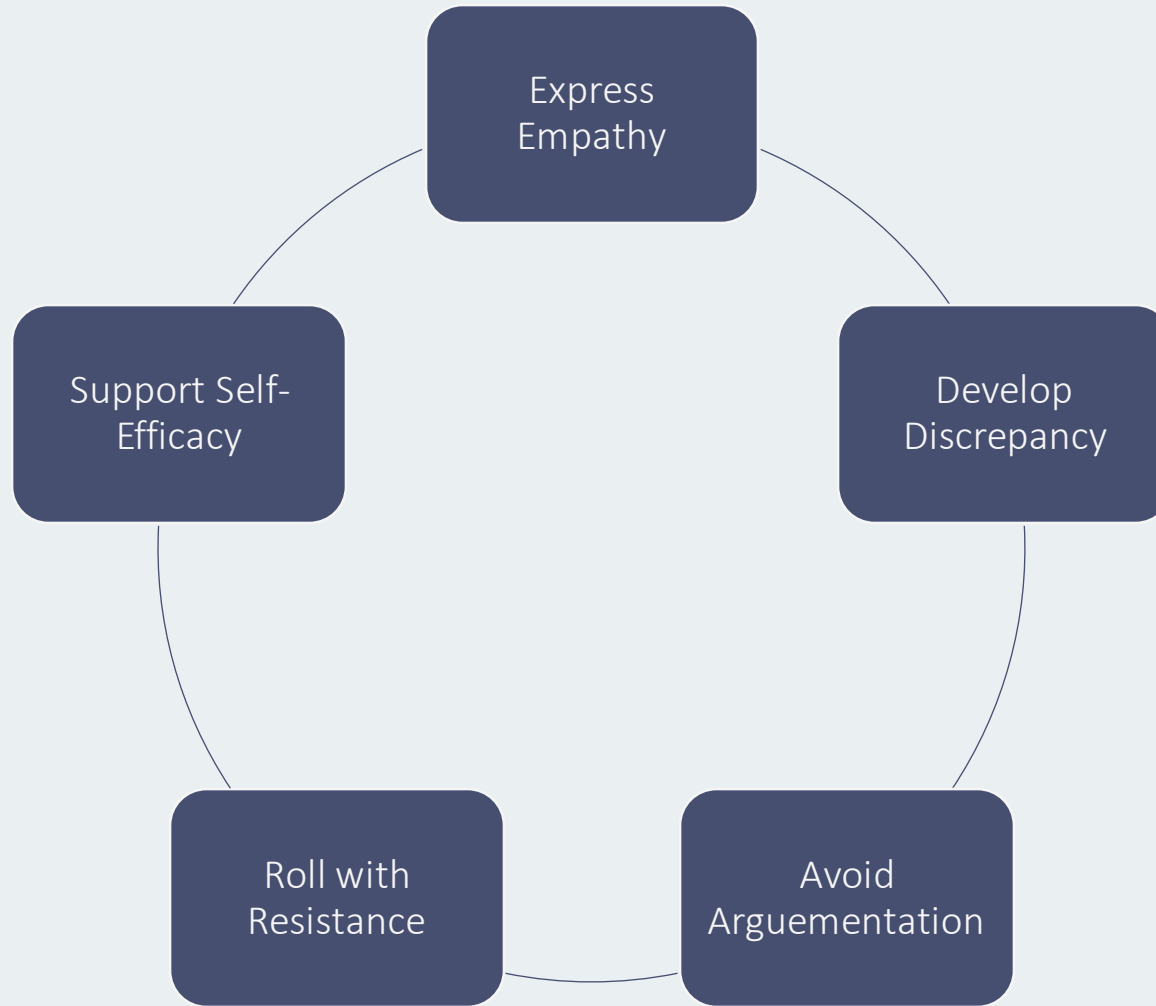 Express
Empathy
Develop
Discrepancy
Avoid
Arguementation
Roll with
Resistance
Support Self-
Efficacy